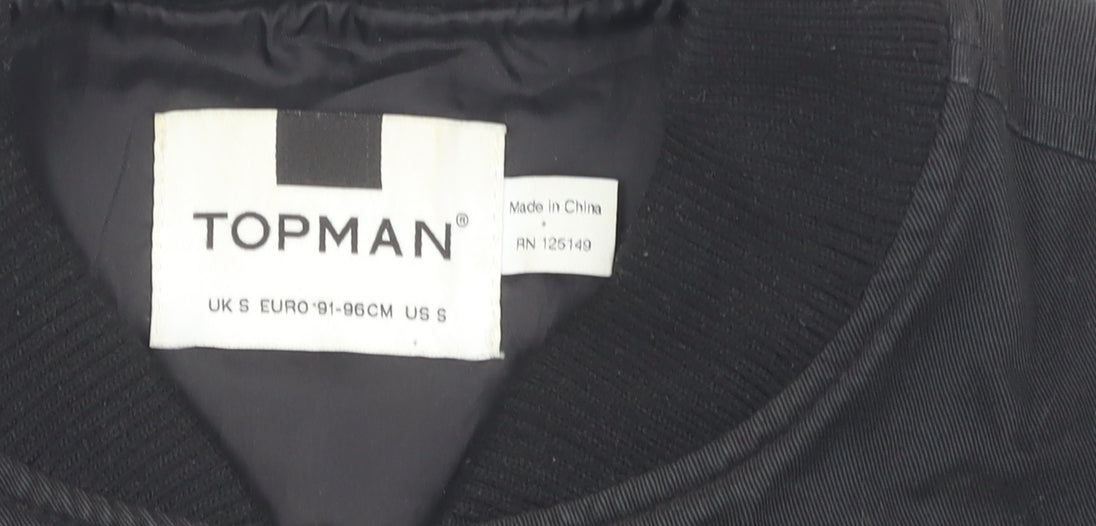 TOPMAN®
UK S EURO 91-96CM US S
Made in China
RN 125149